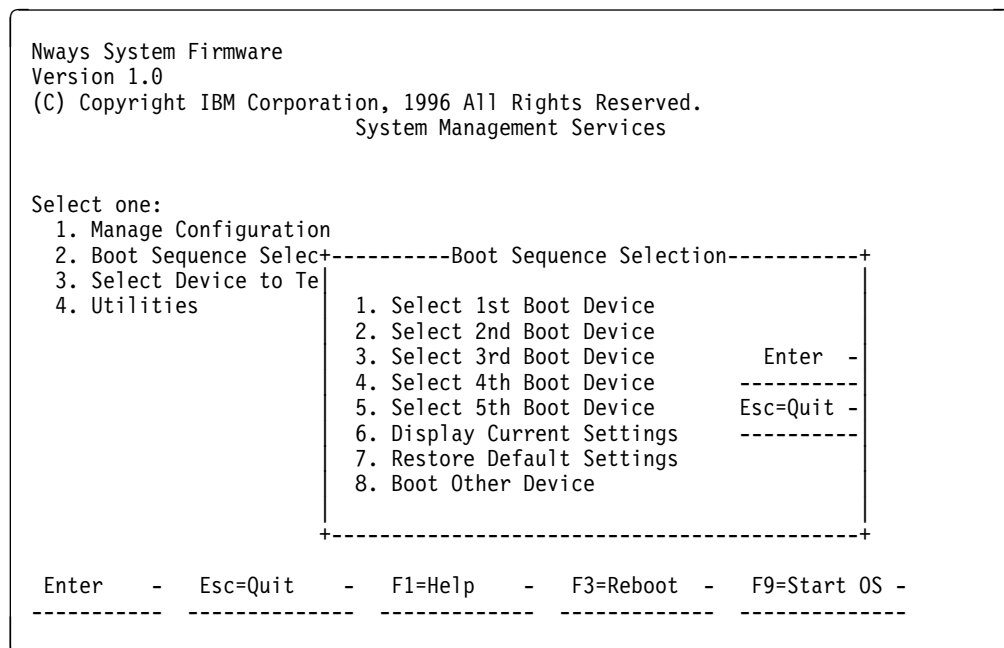 Nways System Firmware
Version 1.0
(C) Copyright IBM Corporation, 1996 All Rights Reserved.
System Management Services
Select one:
1. Manage Configuration
2. Boot Sequence Selec+----------Boot Sequence Selection-----------+
3. Select Device to Te
4. Utilities
1. Select 1st Boot Device
2. Select 2nd Boot Device
3. Select 3rd Boot Device Enter -
4. Select 4th Boot Device ----------
5. Select 5th Boot Device Esc=Quit -
6. Display Current Settings ----------
7. Restore Default Settings
8. Boot Other Device
+--------------------------------------------+
Enter - Esc=Quit - F1=Help - F3=Reboot - F9=Start OS -
----------- -------------- ------------- ------------- --------------